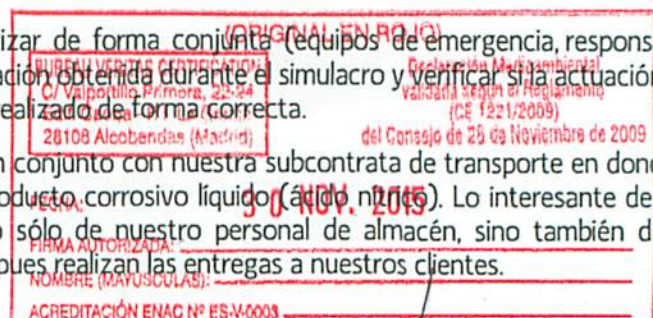 (ORIGINAL EN ROJO)
izar de forma conjunta (equipos de emergencia, respons
BUREAU VERITAS CERTIFICATION
Declaración Medioambiental
ación obtenida durante el simulacro y verificar si la actuación
C/ Valportillo Primera, 22-24
validada según el Reglamento
(CE 1221/2009)
ealizado de forma correcta.
28108 Alcobendas (Madrid)
del Consejo de 25 de Noviembre de 2009
n conjunto con nuestra subcontrata de transporte en dond
oducto corrosivo líquido (ácido nítrico). Lo interesante de
FECHA: 30 NOV. 2015
o sólo de nuestro personal de almacén, sino también d
FIRMA AUTORIZADA:
pues realizan las entregas a nuestros clientes.
NOMBRE (MAYUSCULAS):
ACREDITACIÓN ENAC Nº ES-V-0003